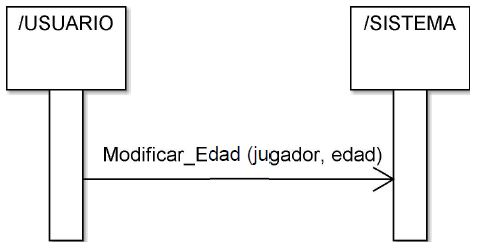 /USUARIO
/SISTEMA
Modificar_Edad (jugador, edad)